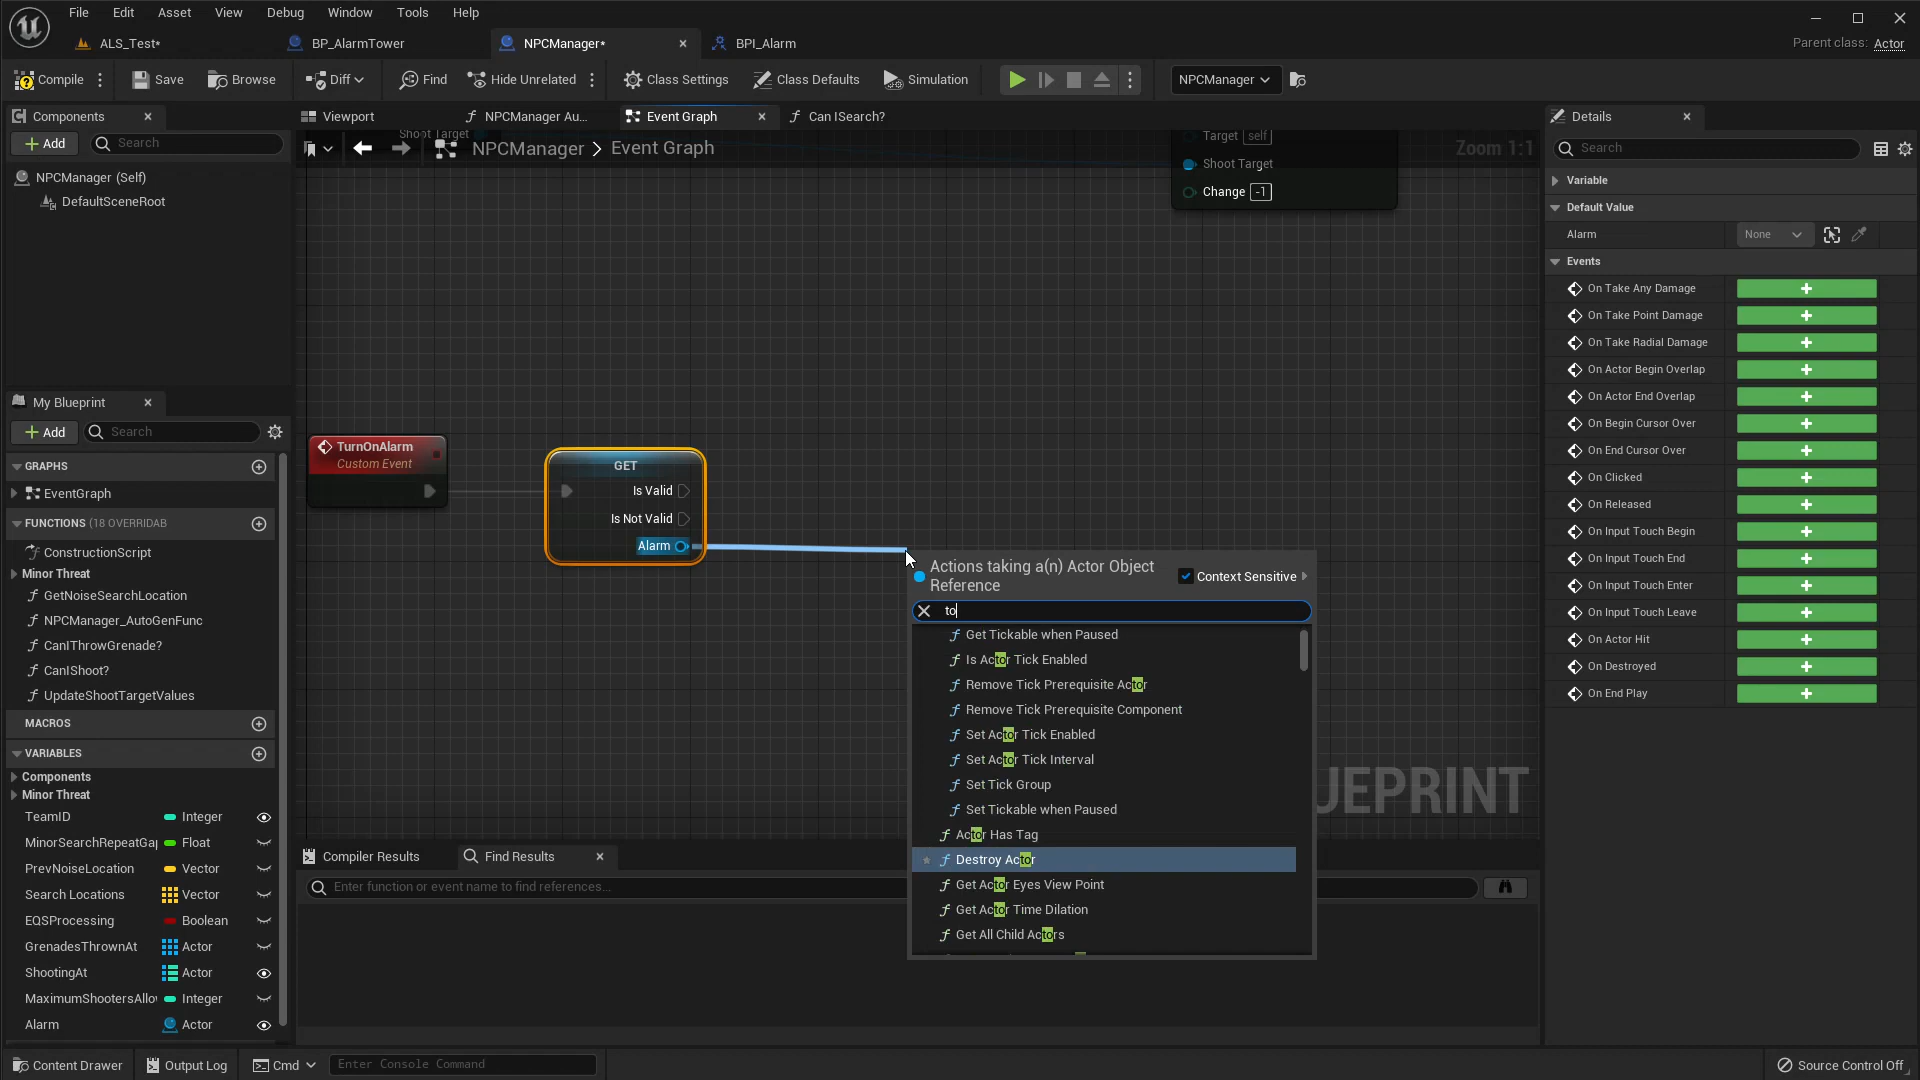 File Edit Asset View Debug Window Tools Help
ALS_Test* BP_AlarmTower NPCManager* BPI_Alarm
Parent class: Actor
Compile Save Browse Diff Find Hide Unrelated Class Settings Class Defaults Simulation NPCManager
Components
Add Search
NPCManager (Self)
DefaultSceneRoot
My Blueprint
Add Search
GRAPHS
EventGraph
FUNCTIONS (18 OVERRIDAB
ConstructionScript
Minor Threat
GetNoiseSearchLocation
NPCManager_AutoGenFunc
CanIThrowGrenade?
CanIShoot?
UpdateShootTargetValues
MACROS
VARIABLES
Components
Minor Threat
TeamID Integer
MinorSearchRepeatGa Float
PrevNoiseLocation Vector
Search Locations Vector
EQSProcessing Boolean
GrenadesThrownAt Actor
ShootingAt Actor
MaximumShootersAllo Integer
Alarm Actor
Viewport NPCManager Au... Event Graph Can ISearch?
Shoot Target
NPCManager > Event Graph
Zoom 1:1
Target self
Shoot Target
Change -1
TurnOnAlarm
Custom Event
GET
Is Valid
Is Not Valid
Alarm
Actions taking a(n) Actor Object
Reference
Context Sensitive
to
Get Tickable when Paused
Is Actor Tick Enabled
Remove Tick Prerequisite Actor
Remove Tick Prerequisite Component
Set Actor Tick Enabled
Set Actor Tick Interval
Set Tick Group
Set Tickable when Paused
Actor Has Tag
Destroy Actor
Get Actor Eyes View Point
Get Actor Time Dilation
Get All Child Actors
UEPRINT
Compiler Results Find Results
Enter function or event name to find references...
Details
Search
Variable
Default Value
Alarm None
Events
On Take Any Damage
On Take Point Damage
On Take Radial Damage
On Actor Begin Overlap
On Actor End Overlap
On Begin Cursor Over
On End Cursor Over
On Clicked
On Released
On Input Touch Begin
On Input Touch End
On Input Touch Enter
On Input Touch Leave
On Actor Hit
On Destroyed
On End Play
Content Drawer Output Log Cmd Enter Console Command Source Control Off